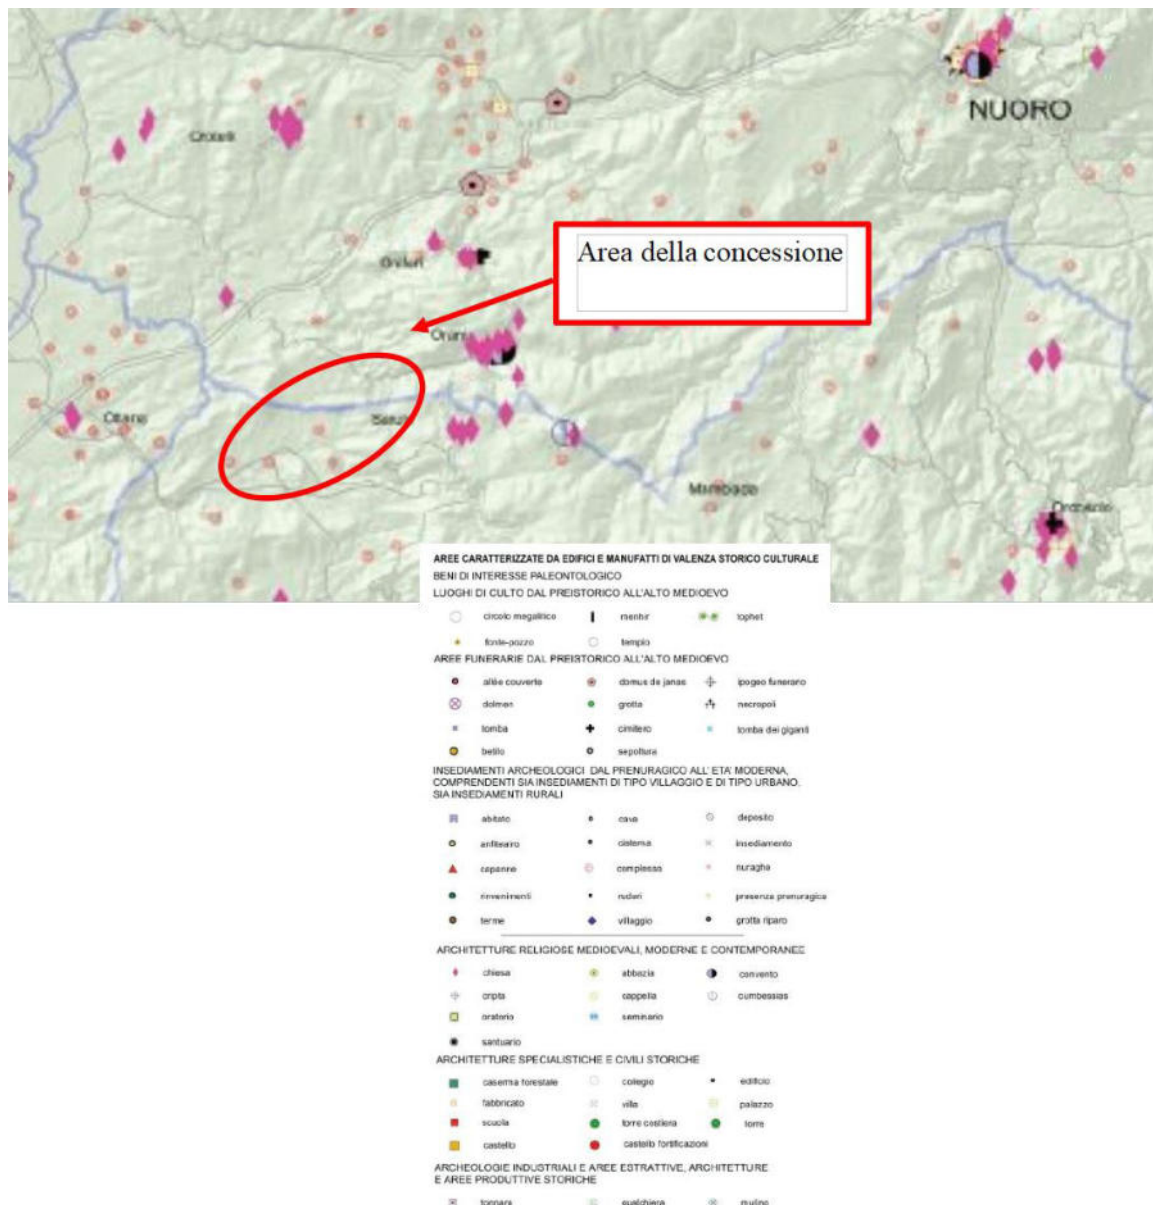 NUORO
Orotelli
Area della concessione
Oniferi
Orani
Ottana
Sarule
Mamoiada
AREE CARATTERIZZATE DA EDIFICI E MANUFATTI DI VALENZA STORICO CULTURALE
BENI DI INTERESSE PALEONTOLOGICO
LUOGHI DI CULTO DAL PREISTORICO ALL'ALTO MEDIOEVO
circolo megalitico menhir tophet
fonte-pozzo tempio
AREE FUNERARIE DAL PREISTORICO ALL'ALTO MEDIOEVO
allée couverte domus de janas ipogeo funerario
dolmen grotta necropoli
tomba cimitero tomba dei giganti
betilo sepoltura
INSEDIAMENTI ARCHEOLOGICI DAL PRENURAGICO ALL' ETA' MODERNA,
COMPRENDENTI SIA INSEDIAMENTI DI TIPO VILLAGGIO E DI TIPO URBANO,
SIA INSEDIAMENTI RURALI
abitato cava deposito
anfiteatro cisterna insediamento
capanne complesso nuraghe
rinvenimenti ruderi presenza prenuragica
terme villaggio grotta riparo
ARCHITETTURE RELIGIOSE MEDIOEVALI, MODERNE E CONTEMPORANEE
chiesa abbazia convento
cripta cappella cumbessias
oratorio seminario
santuario
ARCHITETTURE SPECIALISTICHE E CIVILI STORICHE
caserma forestale collegio edificio
fabbricato villa palazzo
scuola torre costiera torre
castello castello fortificazioni
ARCHEOLOGIE INDUSTRIALI E AREE ESTRATTIVE, ARCHITETTURE
E AREE PRODUTTIVE STORICHE
tonnara gualchiera mulino